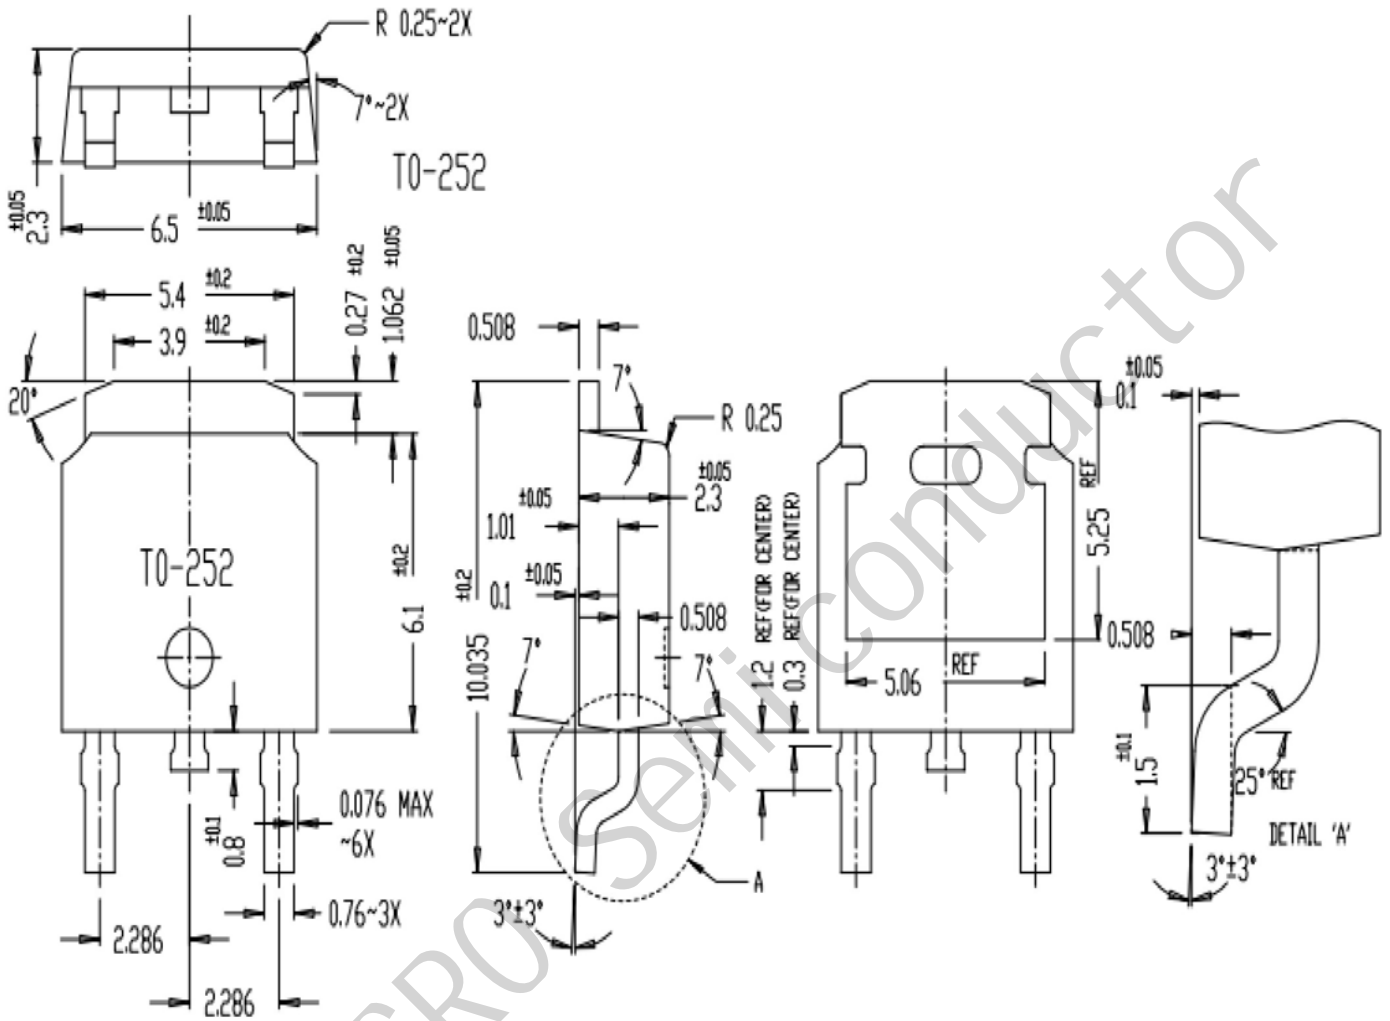 R 0.25~2X
7°~2X
TO-252
±0.05
2.3
6.5 ±0.05
5.4 ±0.2
3.9 ±0.2
0.27 ±0.2
1.062 ±0.05
20°
TO-252
6.1 ±0.2
0.8 ±0.1
0.076 MAX
~6X
0.76~3X
2.286
2.286
0.508
7°
R 0.25
2.3 ±0.05
1.01 ±0.05
0.1 ±0.05
10.035 ±0.2
0.508
7°
7°
3°±3°
A
1.2 REF(FOR CENTER)
0.3 REF(FOR CENTER)
5.25 REF
5.06 REF
0.1 ±0.05
0.508
1.5 ±0.1
25° REF
DETAIL 'A'
3°±3°
CRO Semi conductor